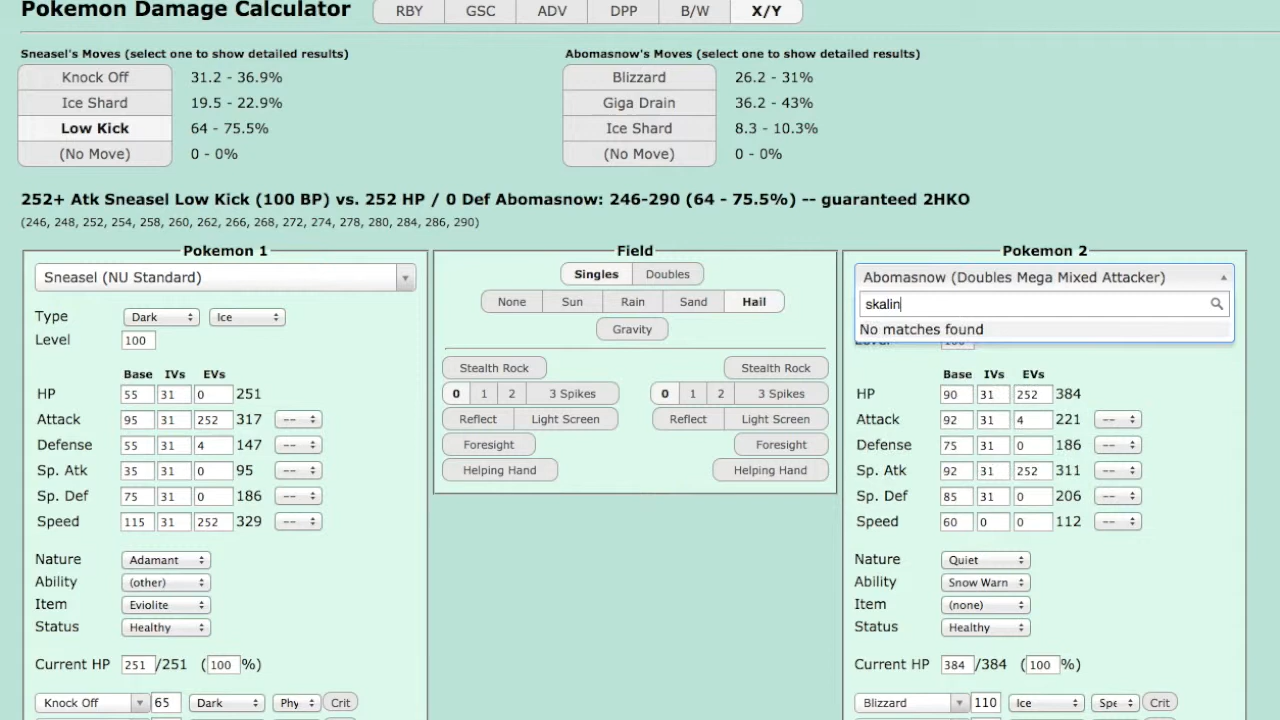 Pokemon Damage Calculator RBY GSC ADV DPP B/W X/Y
Sneasel's Moves (select one to show detailed results)
Knock Off 31.2 - 36.9%
Ice Shard 19.5 - 22.9%
Low Kick 64 - 75.5%
(No Move) 0 - 0%
Abomasnow's Moves (select one to show detailed results)
Blizzard 26.2 - 31%
Giga Drain 36.2 - 43%
Ice Shard 8.3 - 10.3%
(No Move) 0 - 0%
252+ Atk Sneasel Low Kick (100 BP) vs. 252 HP / 0 Def Abomasnow: 246-290 (64 - 75.5%) -- guaranteed 2HKO
(246, 248, 252, 254, 258, 260, 262, 266, 268, 272, 274, 278, 280, 284, 286, 290)
Pokemon 1
Sneasel (NU Standard)
Type Dark Ice
Level 100
Base IVs EVs
HP 55 31 0 251
Attack 95 31 252 317 --
Defense 55 31 4 147 --
Sp. Atk 35 31 0 95 --
Sp. Def 75 31 0 186 --
Speed 115 31 252 329 --
Nature Adamant
Ability (other)
Item Eviolite
Status Healthy
Current HP 251 /251 (100 %)
Knock Off 65 Dark Phy Crit
Field
Singles Doubles
None Sun Rain Sand Hail
Gravity
Stealth Rock Stealth Rock
0 1 2 3 Spikes 0 1 2 3 Spikes
Reflect Light Screen Reflect Light Screen
Foresight Foresight
Helping Hand Helping Hand
Pokemon 2
Abomasnow (Doubles Mega Mixed Attacker)
skalin
No matches found
Level 100
Base IVs EVs
HP 90 31 252 384
Attack 92 31 4 221 --
Defense 75 31 0 186 --
Sp. Atk 92 31 252 311 --
Sp. Def 85 31 0 206 --
Speed 60 0 0 112 --
Nature Quiet
Ability Snow Warn
Item (none)
Status Healthy
Current HP 384 /384 (100 %)
Blizzard 110 Ice Spe Crit